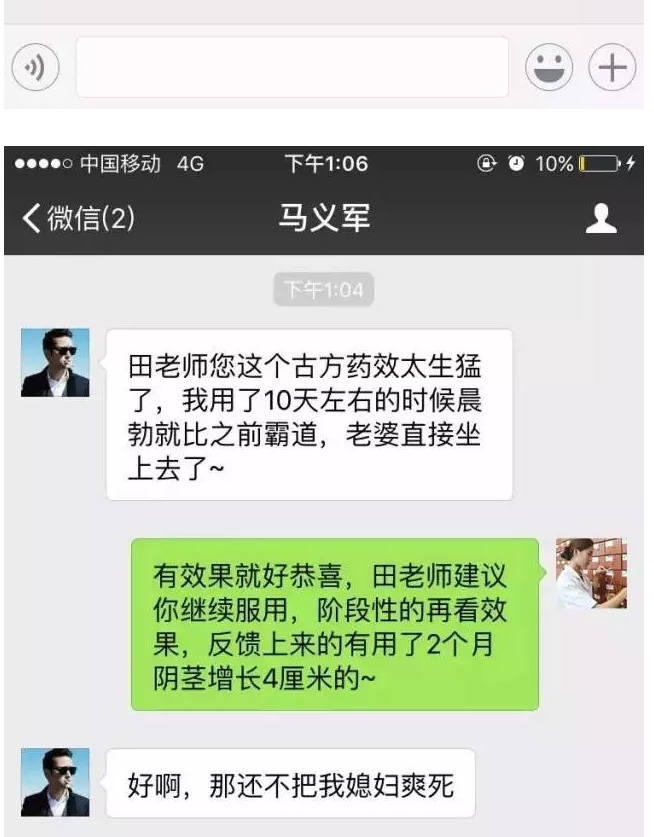 中国移动 4G 下午1:06 10%
微信(2) 马义军
下午1:04
田老师您这个古方药效太生猛
了，我用了10天左右的时候晨
勃就比之前霸道，老婆直接坐
上去了~
有效果就好恭喜，田老师建议
你继续服用，阶段性的再看效
果，反馈上来的有用了2个月
阴茎增长4厘米的~
好啊，那还不把我媳妇爽死